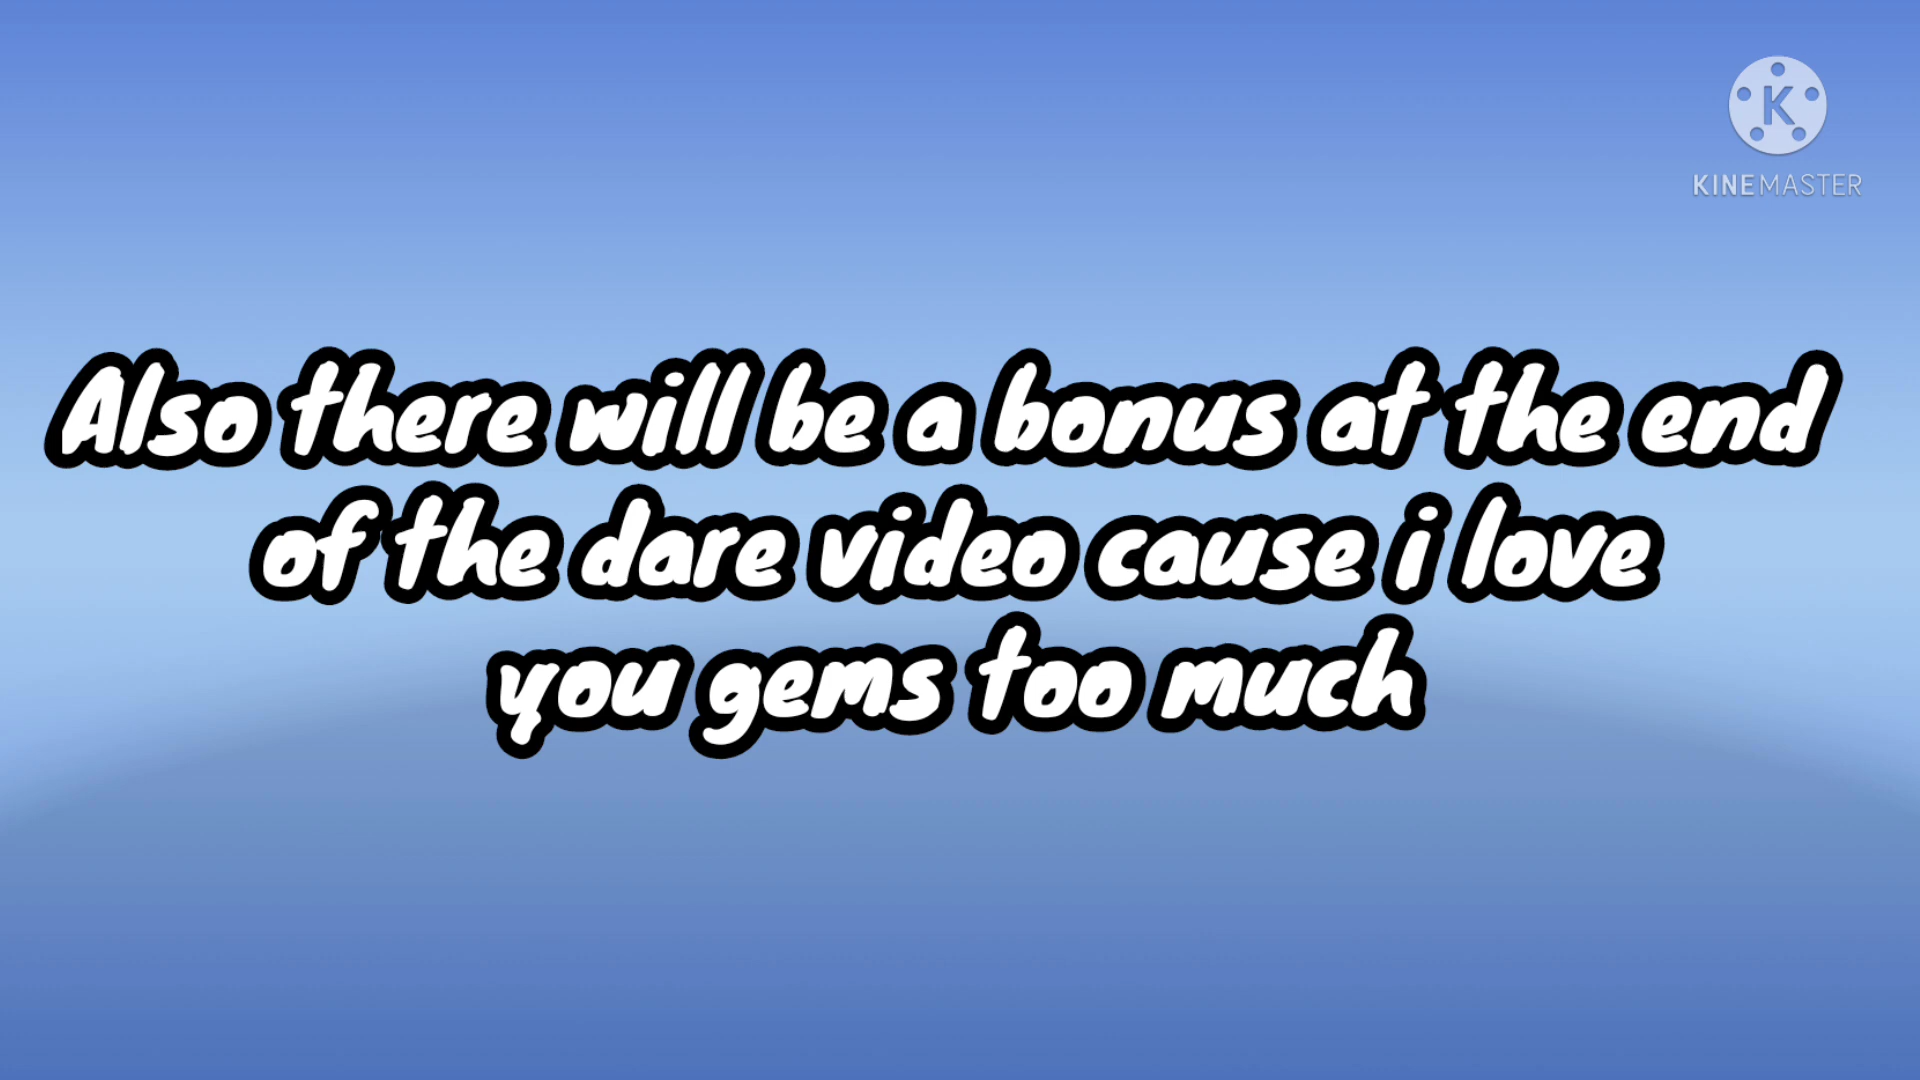 K
KINEMASTER
Also there will be a bonus at the end
of the dare video cause i love
you gems too much